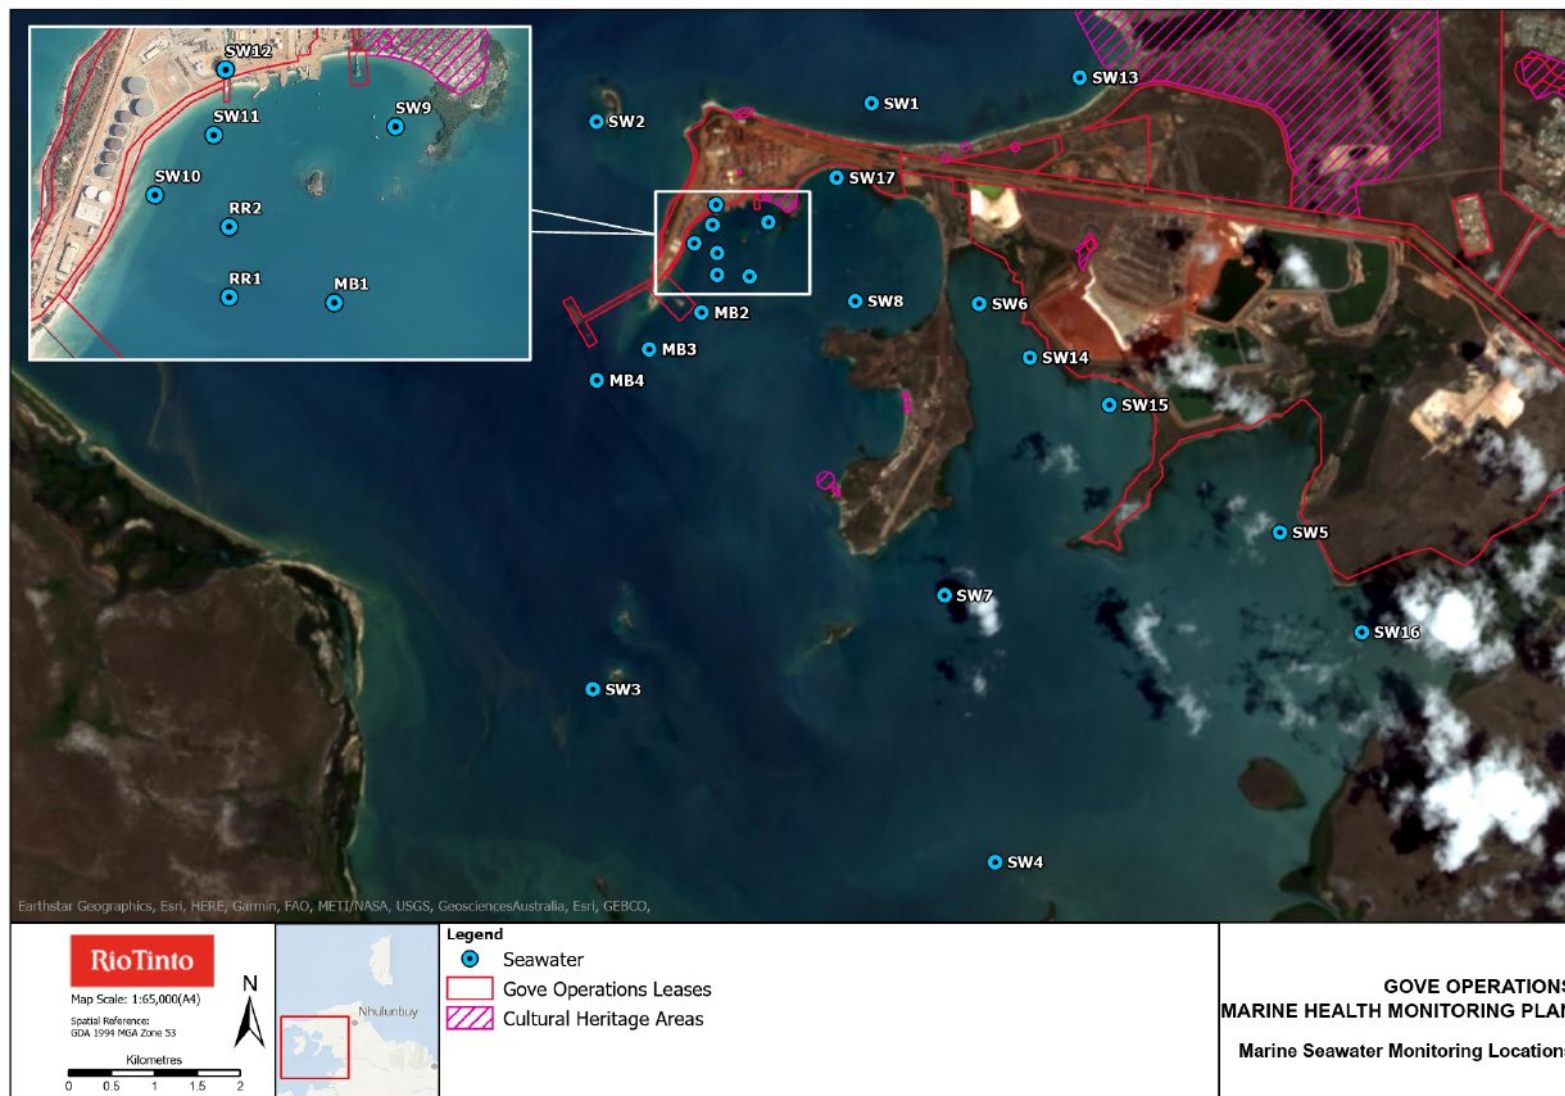 SW12
SW9
SW11
SW10
RR2
RR1
MB1
SW13
SW1
SW2
SW17
SW8
SW6
MB2
SW14
MB3
MB4
SW15
SW5
SW7
SW16
SW3
SW4
Earthstar Geographics, Esri, HERE, Garmin, FAO, METI/NASA, USGS, GeosciencesAustralia, Esri, GEBCO,
RioTinto
Map Scale: 1:65,000(A4)
Spatial Reference:
GDA 1994 MGA Zone 53
N
Kilometres
0 0.5 1 1.5 2
Nhulunbuy
Legend
Seawater
Gove Operations Leases
Cultural Heritage Areas
GOVE OPERATIONS
MARINE HEALTH MONITORING PLAN
Marine Seawater Monitoring Locations